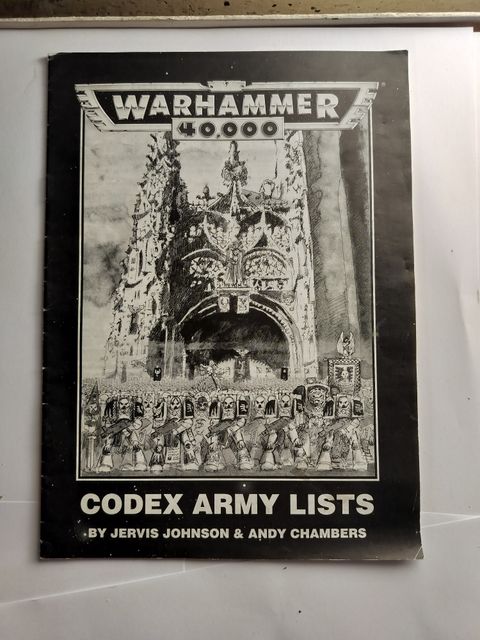 WARHAMMER
40,000
CODEX ARMY LISTS
BY JERVIS JOHNSON & ANDY CHAMBERS